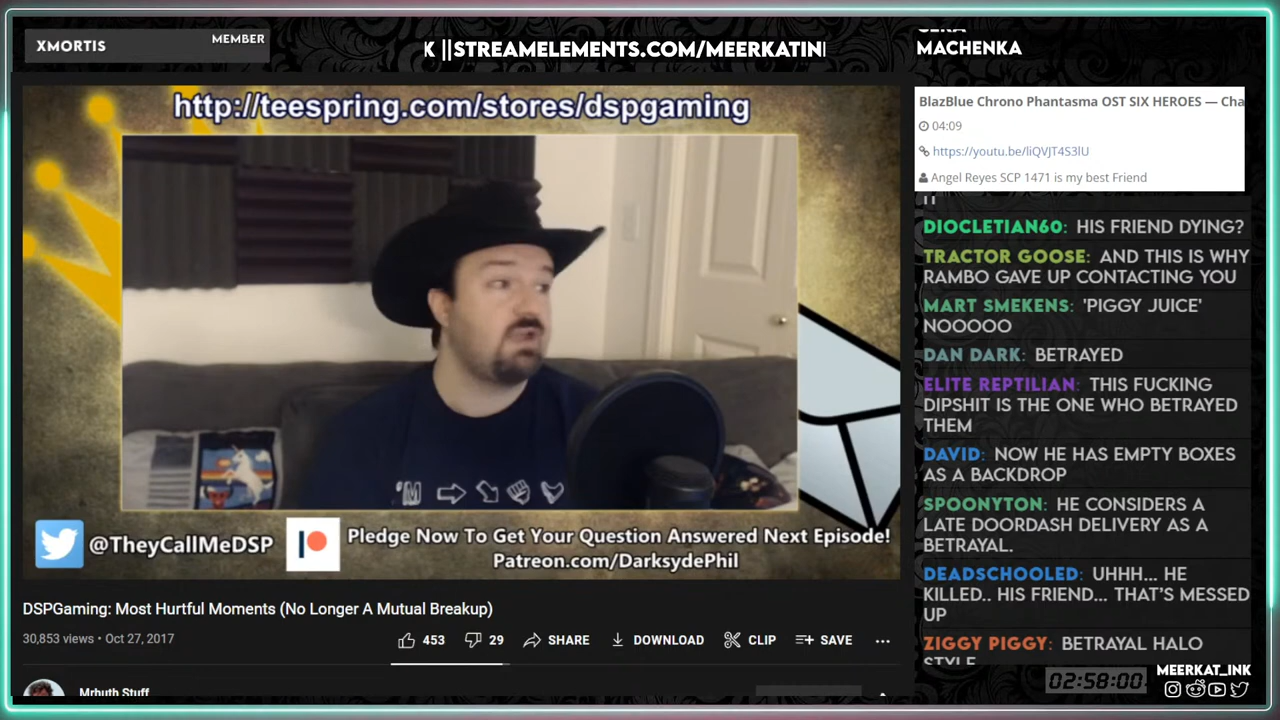 XMORTIS
MEMBER
K ||STREAMELEMENTS.COM/MEERKATIN
MACHENKA
http://teespring.com/stores/dspgaming
BlazBlue Chrono Phantasma OST SIX HEROES — Cha
04:09
https://youtu.be/liQVJT4S3lU
Angel Reyes SCP 1471 is my best Friend
IT
DIOCLETIAN60: HIS FRIEND DYING?
TRACTOR GOOSE: AND THIS IS WHY
RAMBO GAVE UP CONTACTING YOU
MART SMEKENS: 'PIGGY JUICE'
NOOOOO
DAN DARK: BETRAYED
ELITE REPTILIAN: THIS FUCKING
DIPSHIT IS THE ONE WHO BETRAYED
THEM
DAVID: NOW HE HAS EMPTY BOXES
AS A BACKDROP
SPOONYTON: HE CONSIDERS A
LATE DOORDASH DELIVERY AS A
BETRAYAL.
DEADSCHOOLED: UHHH... HE
KILLED.. HIS FRIEND... THAT'S MESSED
UP
ZIGGY PIGGY: BETRAYAL HALO
STYLE
@TheyCallMeDSP
Pledge Now To Get Your Question Answered Next Episode!
Patreon.com/DarksydePhil
DSPGaming: Most Hurtful Moments (No Longer A Mutual Breakup)
30,853 views • Oct 27, 2017
453
29
SHARE
DOWNLOAD
CLIP
SAVE
Mrhuth Stuff
02:58:00
MEERKAT_INK